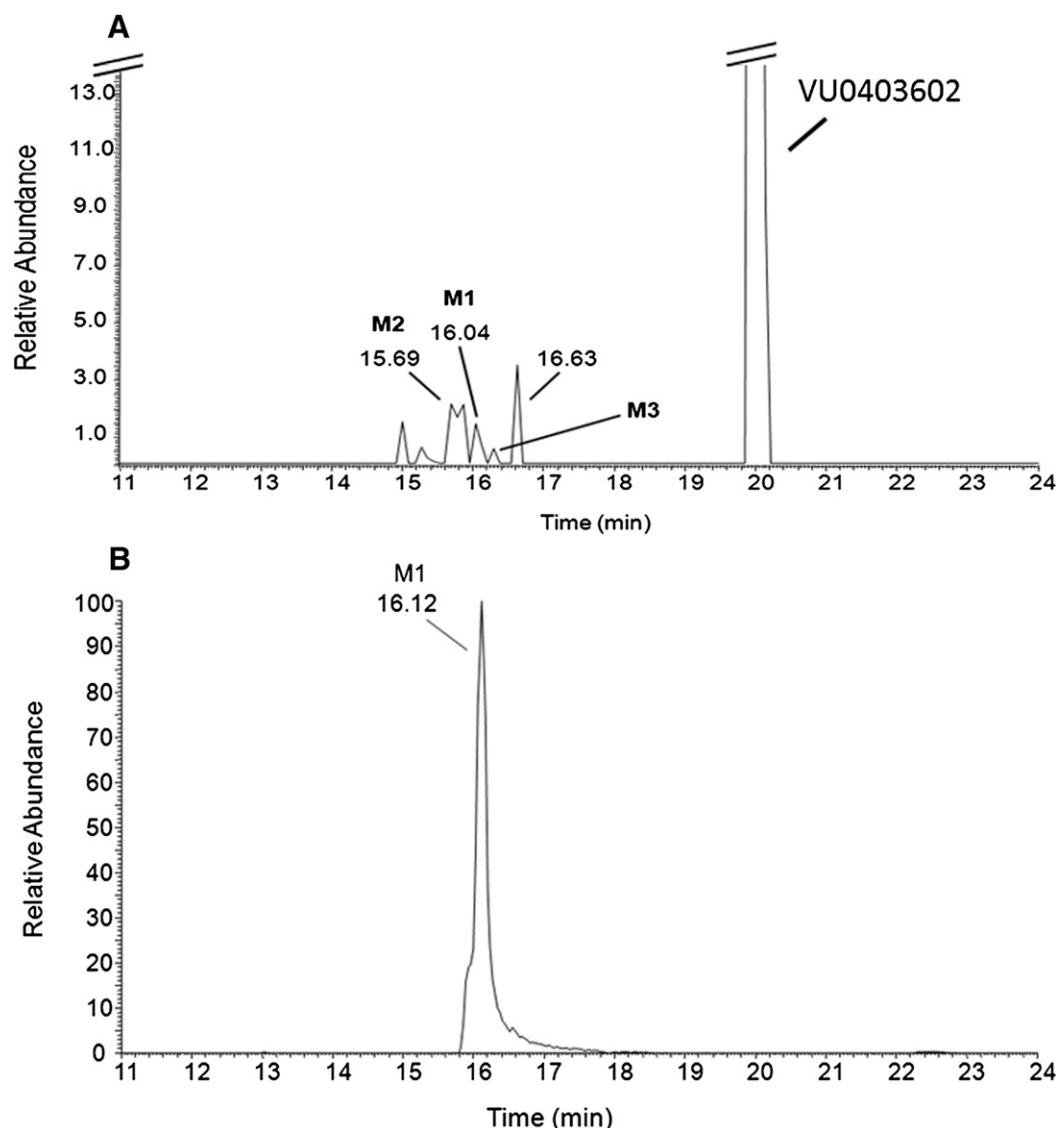 A
VU0403602
13.0
11.0
9.0
7.0
5.0
3.0
1.0
Relative Abundance
M1
16.04
M2
15.69
16.63
M3
11 12 13 14 15 16 17 18 19 20 21 22 23 24
Time (min)
B
M1
16.12
100
90
80
70
60
50
40
30
20
10
0
Relative Abundance
11 12 13 14 15 16 17 18 19 20 21 22 23 24
Time (min)